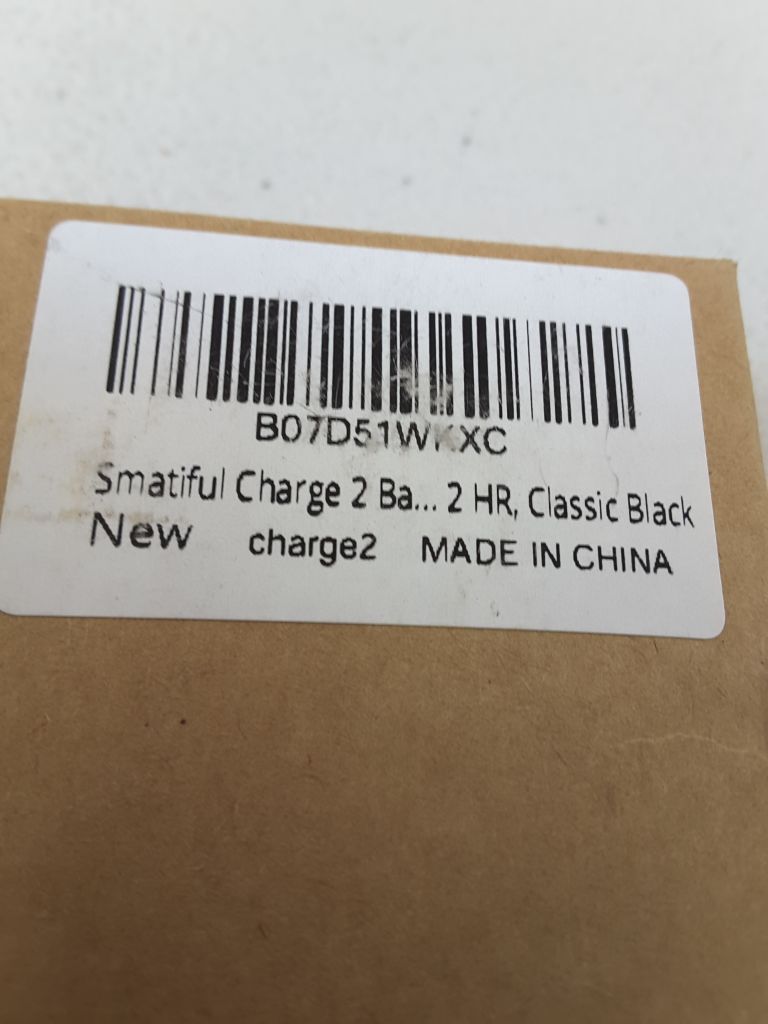 Smatiful Charge 2 Ba... 2 HR, Classic Black
New charge2 MADE IN CHINA